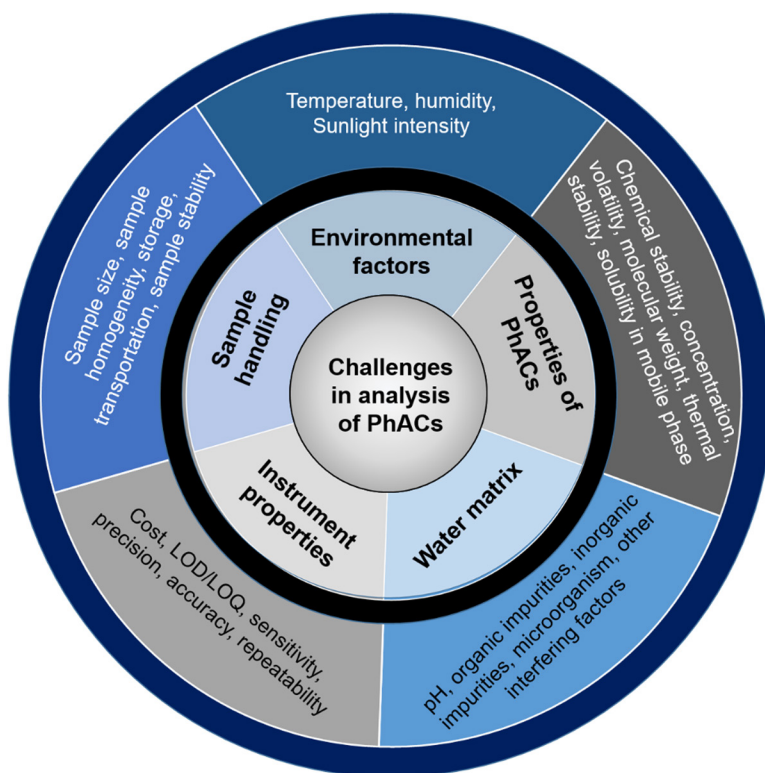 Temperature, humidity,
Sunlight intensity
Chemical stability, concentration,
volatility, molecular weight, thermal
stability, solubility in mobile phase
pH, organic impurities, inorganic
impurities, microorganism, other
interfering factors
Cost, LOD/LOQ, sensitivity,
precision, accuracy, repeatability
Sample size, sample
homogeneity, storage,
transportation, sample stability
Environmental
factors
Properties of
PhACs
Water matrix
Instrument
properties
Sample
handling
Challenges
in analysis
of PhACs